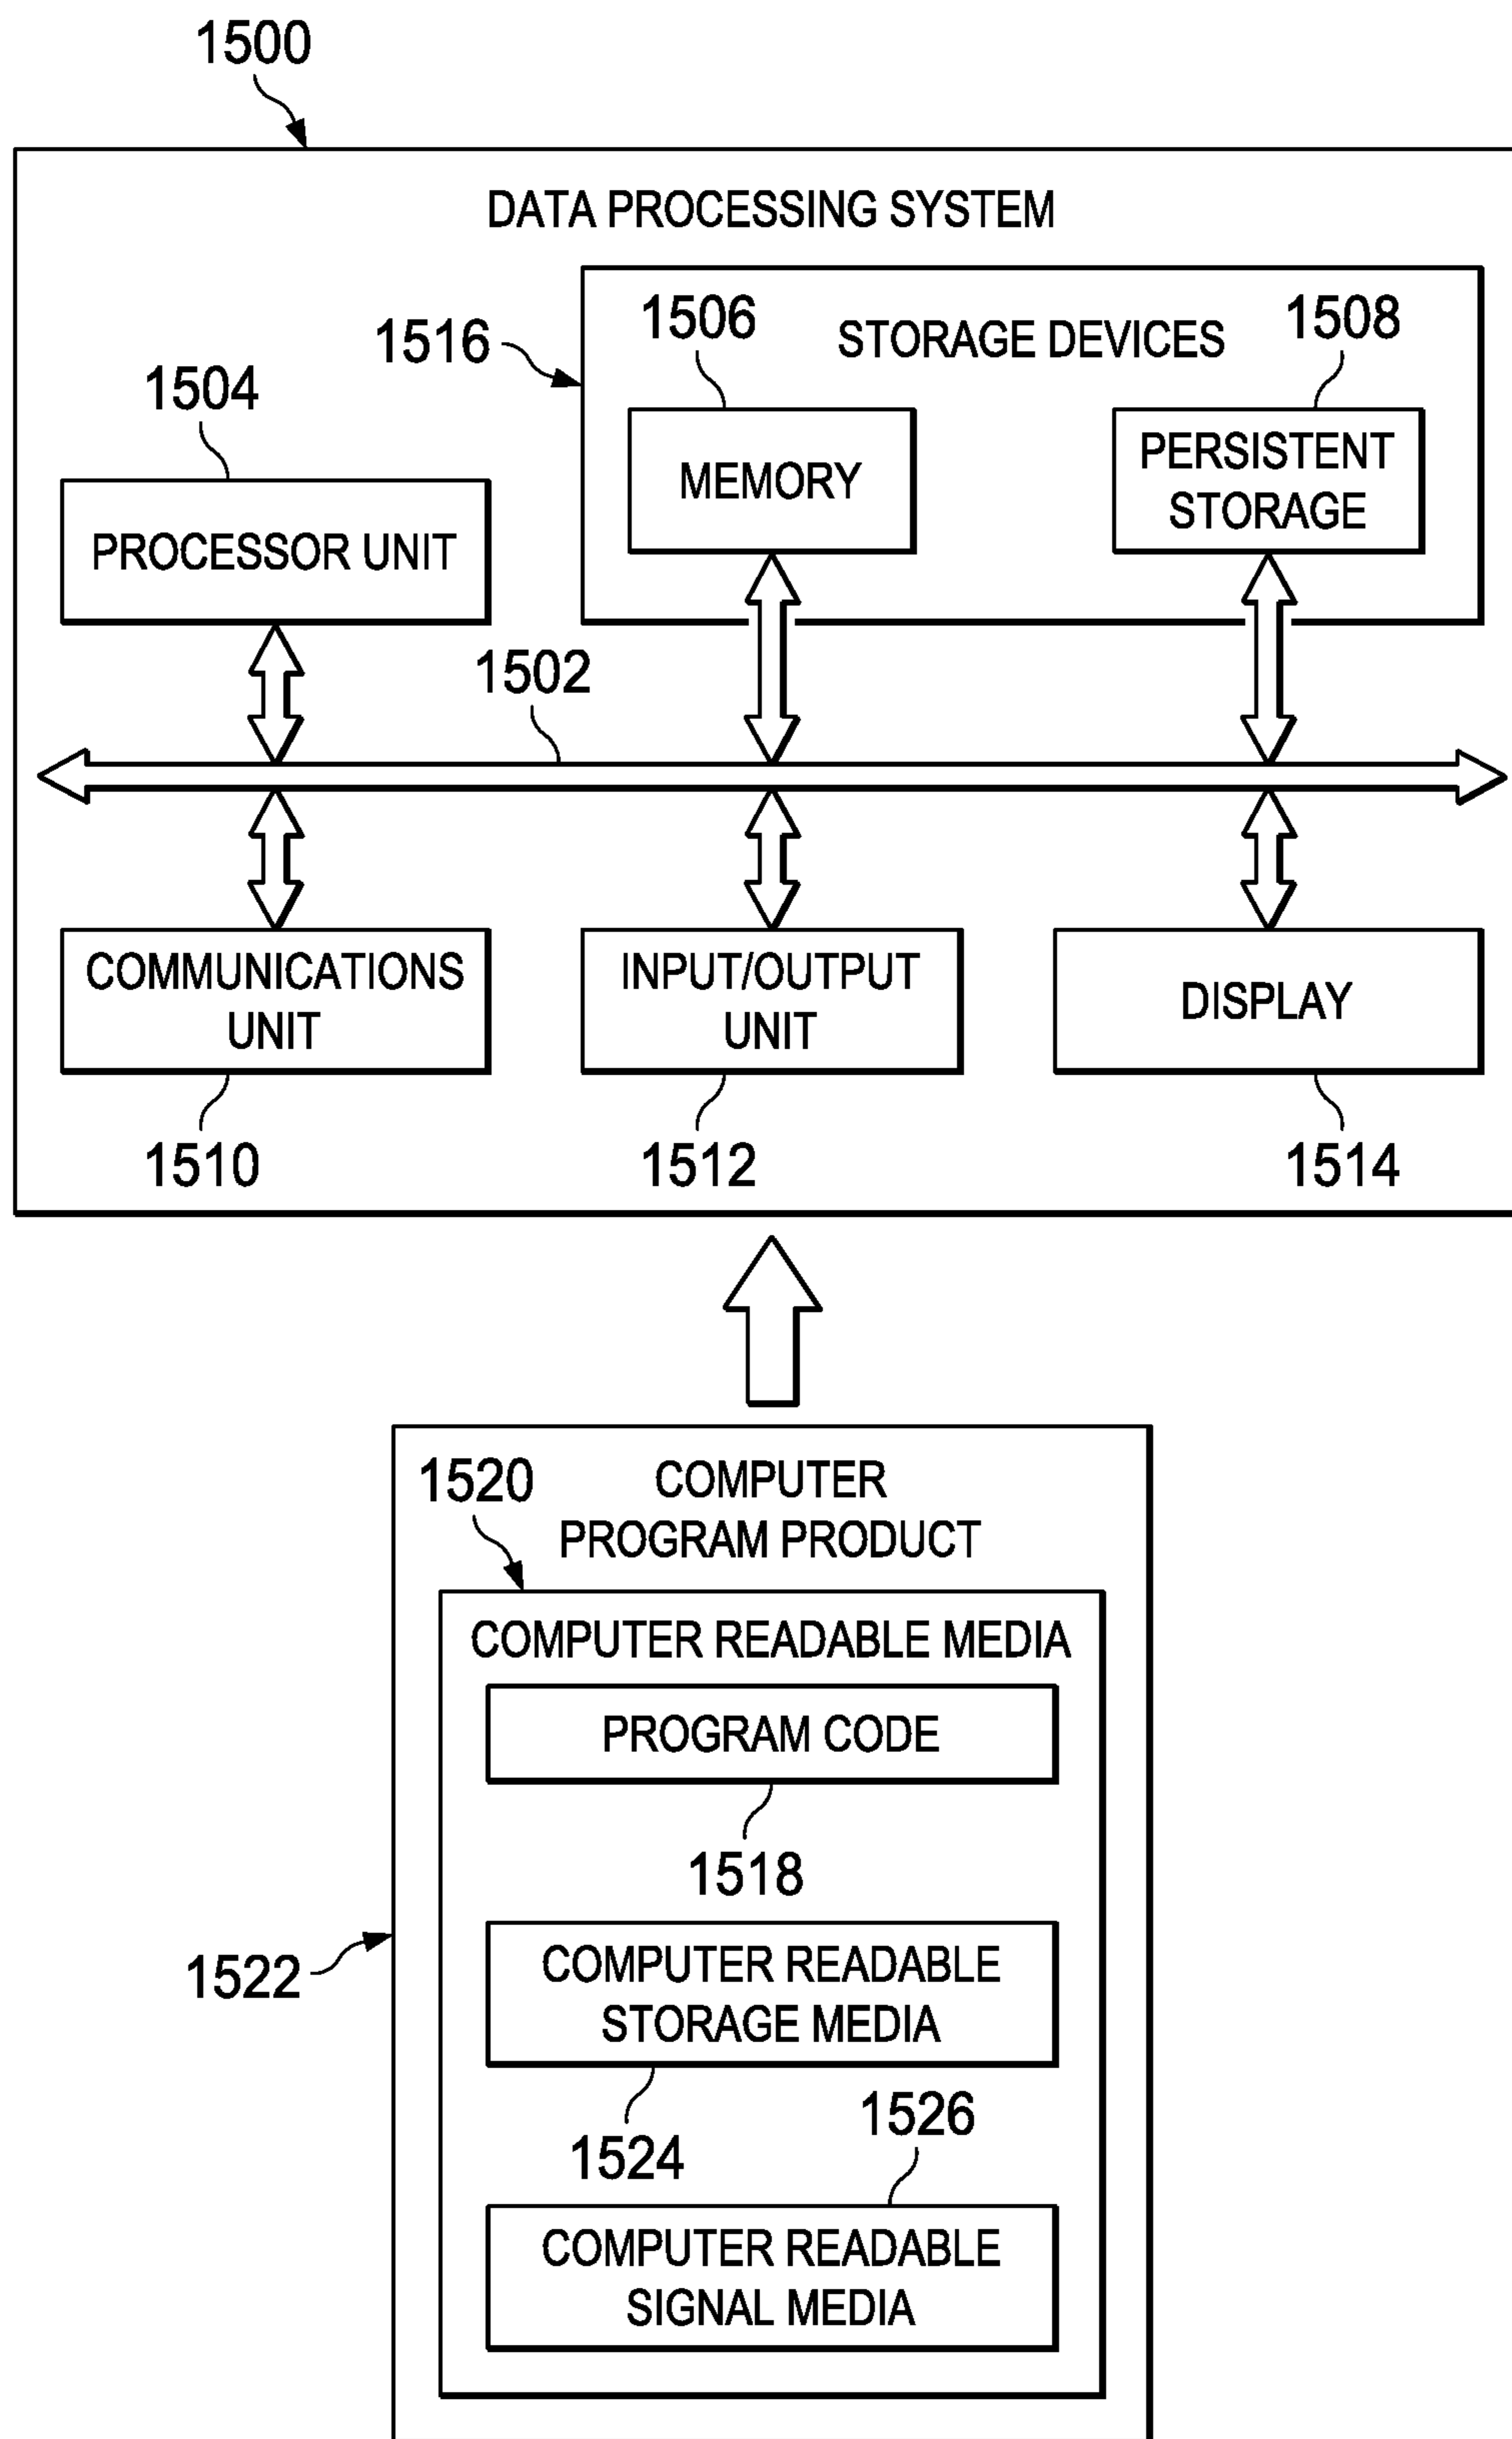 1500
DATA PROCESSING SYSTEM
1516
1506
STORAGE DEVICES
1508
1504
MEMORY
PERSISTENT
STORAGE
PROCESSOR UNIT
1502
COMMUNICATIONS
UNIT
INPUT/OUTPUT
UNIT
DISPLAY
1510
1512
1514
1520
COMPUTER
PROGRAM PRODUCT
COMPUTER READABLE MEDIA
PROGRAM CODE
1518
1522
COMPUTER READABLE
STORAGE MEDIA
1524
1526
COMPUTER READABLE
SIGNAL MEDIA